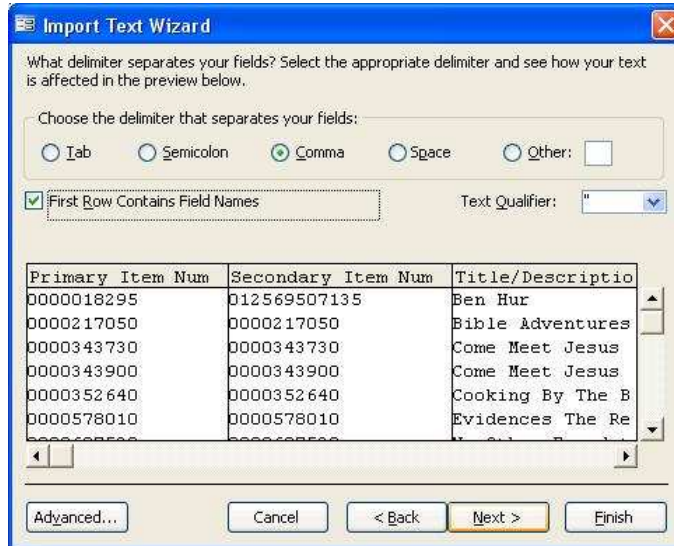 Import Text Wizard
What delimiter separates your fields? Select the appropriate delimiter and see how your text
is affected in the preview below.
Choose the delimiter that separates your fields:
Tab Semicolon Comma Space Other:
First Row Contains Field Names Text Qualifier: "
Primary Item Num Secondary Item Num Title/Descriptio
0000018295 012569507135 Ben Hur
0000217050 0000217050 Bible Adventures
0000343730 0000343730 Come Meet Jesus
0000343900 0000343900 Come Meet Jesus
0000352640 0000352640 Cooking By The B
0000578010 0000578010 Evidences The Re
Advanced... Cancel < Back Next > Finish